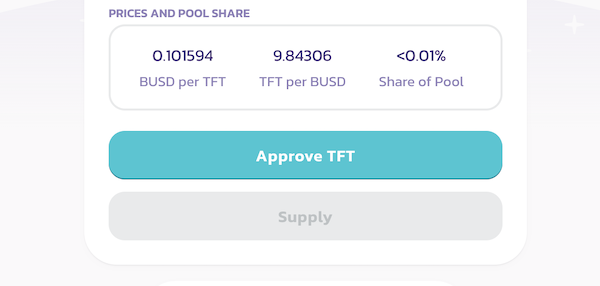 PRICES AND POOL SHARE
0.101594 9.84306 <0.01%
BUSD per TFT TFT per BUSD Share of Pool
Approve TFT
Supply